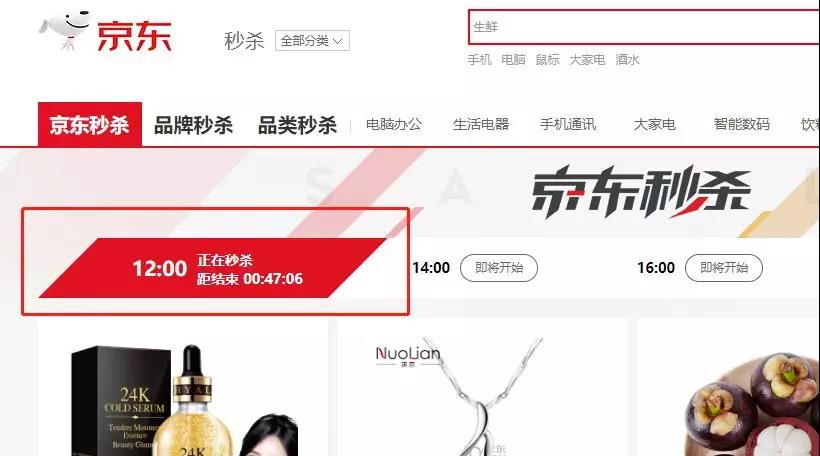 京东
秒杀
全部分类
生鲜
手机 电脑 鼠标 大家电 酒水
京东秒杀 品牌秒杀 品类秒杀 电脑办公 生活电器 手机通讯 大家电 智能数码 饮料
S A L
京东秒杀
12:00 正在秒杀
距结束 00:47:06
14:00 即将开始
16:00 即将开始
24K
COLD SERUM
Tender Moisture
Essence
Beauty
24K
NuoLian
诺恋